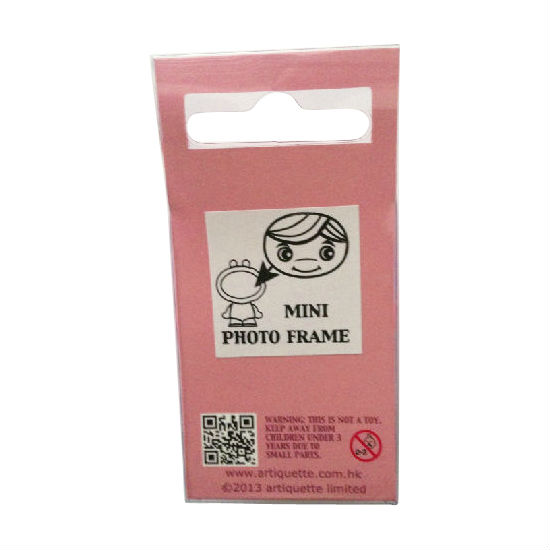 MINI
PHOTO FRAME
WARNING: THIS IS NOT A TOY.
KEEP AWAY FROM
CHILDREN UNDER 3
YEARS DUE TO
SMALL PARTS.
www.artiquette.com.hk
©2013 artiquette limited